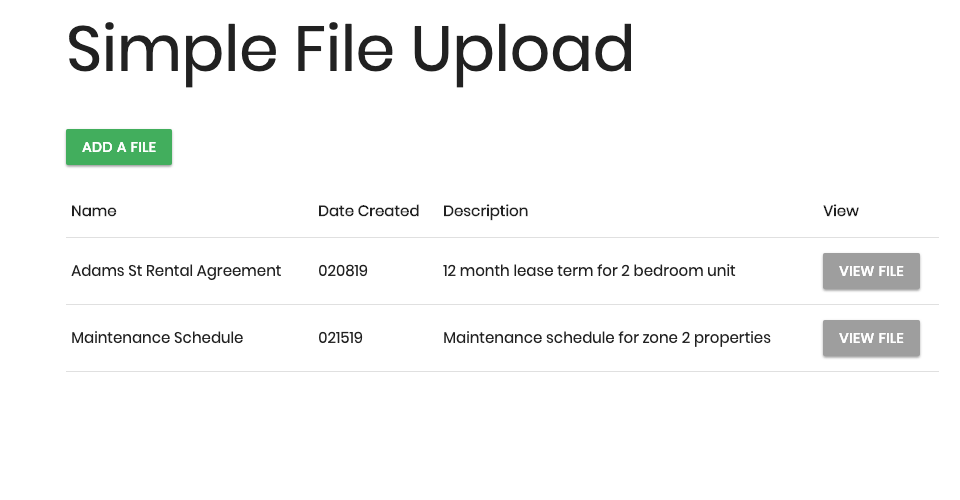 Simple File Upload
ADD A FILE
Name Date Created Description View
Adams St Rental Agreement 020819 12 month lease term for 2 bedroom unit VIEW FILE
Maintenance Schedule 021519 Maintenance schedule for zone 2 properties VIEW FILE